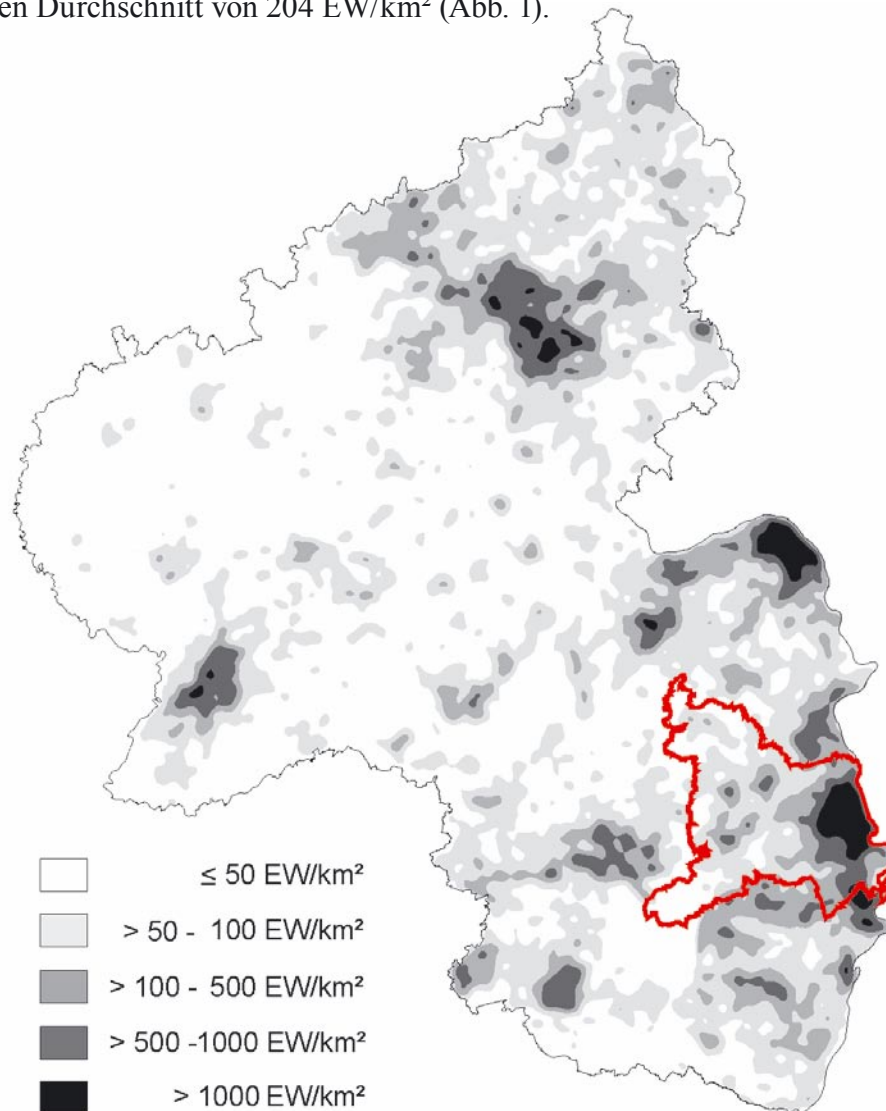 en Durchschnitt von 204 EW/km² (Abb. 1).
≤ 50 EW/km²
> 50 - 100 EW/km²
> 100 - 500 EW/km²
> 500 -1000 EW/km²
> 1000 EW/km²